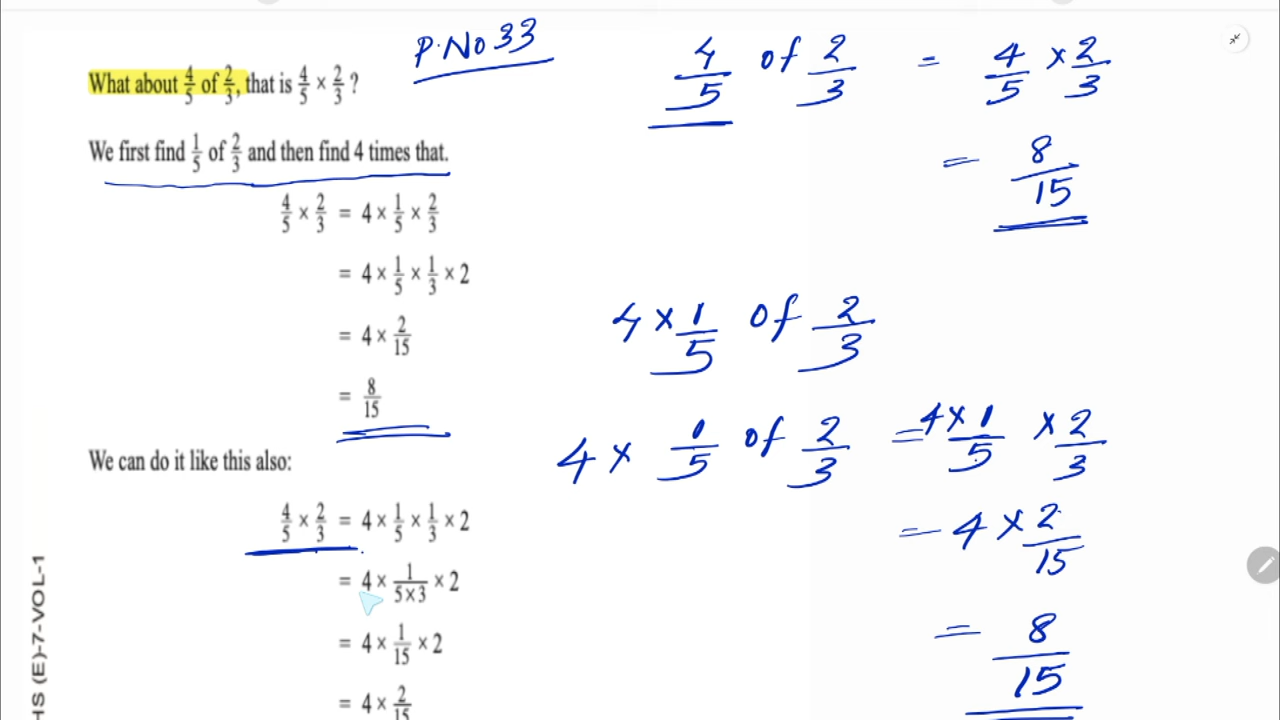 P.No 33
What about 4/5 of 2/3, that is 4/5 × 2/3 ?
We first find 1/5 of 2/3 and then find 4 times that.
4/5 × 2/3 = 4 × 1/5 × 2/3
= 4 × 1/5 × 1/3 × 2
= 4 × 2/15
= 8/15
We can do it like this also:
4/5 × 2/3 = 4 × 1/5 × 1/3 × 2
= 4 × 1/(5 × 3) × 2
= 4 × 1/15 × 2
= 4 × 2/15
4/5 of 2/3 = 4/5 × 2/3
= 8/15
4 × 1/5 of 2/3
4 × 1/5 of 2/3 = 4 × 1/5 × 2/3
= 4 × 2/15
= 8/15
HS (E)-7-VOL-1